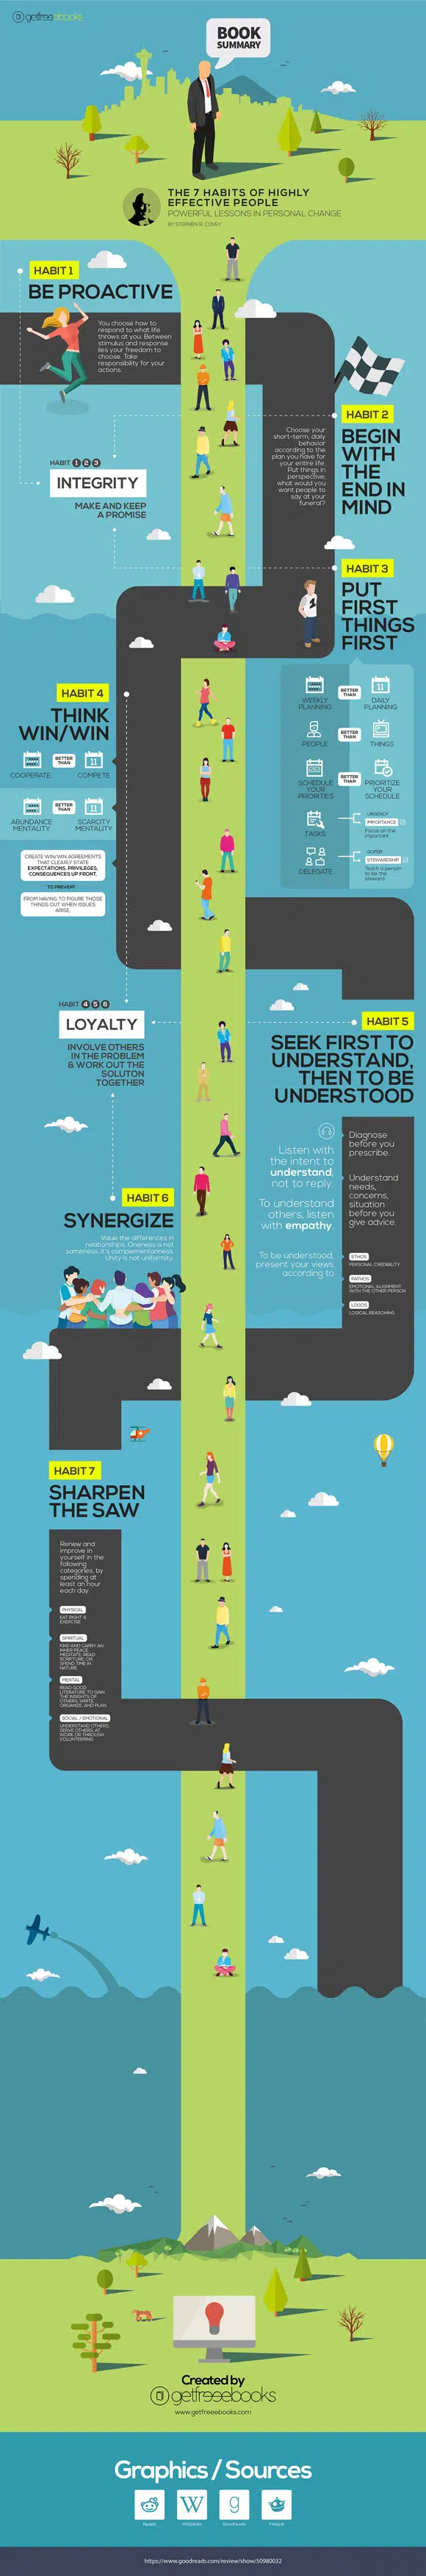 getfreeebooks
BOOK
SUMMARY
THE 7 HABITS OF HIGHLY
EFFECTIVE PEOPLE
POWERFUL LESSONS IN PERSONAL CHANGE
BY STEPHEN R. COVEY
HABIT 1
BE PROACTIVE
You choose how to
respond to what life
throws at you. Between
stimulus and response
lies your freedom to
choose. Take
responsibility for your
actions.
HABIT 2
BEGIN
WITH
THE
END IN
MIND
Choose your
short-term, daily
behavior
according to the
plan you have for
your entire life.
Put things in
perspective;
what would you
want people to
say at your
funeral?
HABIT 1 2 3
INTEGRITY
MAKE AND KEEP
A PROMISE
HABIT 3
PUT
FIRST
THINGS
FIRST
WEEKLY
PLANNING
BETTER
THAN
11
DAILY
PLANNING
PEOPLE
BETTER
THAN
THINGS
SCHEDULE
YOUR
PRIORITIES
BETTER
THAN
PRIORITIZE
YOUR
SCHEDULE
TASKS
URGENCY
IMPORTANCE
Focus on the
important
DELEGATE
GOFER
STEWARDSHIP
Teach a person
to be the
steward
HABIT 4
THINK
WIN/WIN
COOPERATE
BETTER
THAN
11
COMPETE
ABUNDANCE
MENTALITY
BETTER
THAN
11
SCARCITY
MENTALITY
CREATE WIN/WIN AGREEMENTS
THAT CLEARLY STATE
EXPECTATIONS, PRIVILEGES,
CONSEQUENCES UP FRONT.
TO PREVENT
FROM HAVING TO FIGURE THOSE
THINGS OUT WHEN ISSUES
ARISE.
HABIT 4 5 6
LOYALTY
INVOLVE OTHERS
IN THE PROBLEM
& WORK OUT THE
SOLUTON
TOGETHER
HABIT 5
SEEK FIRST TO
UNDERSTAND,
THEN TO BE
UNDERSTOOD
Listen with
the intent to
understand,
not to reply.
To understand
others, listen
with empathy.
To be understood,
present your views
according to
Diagnose
before you
prescribe.
Understand
needs,
concerns,
situation
before you
give advice.
ETHOS
PERSONAL CREDIBILITY
PATHOS
EMOTIONAL ALIGNMENT
WITH THE OTHER PERSON
LOGOS
LOGICAL REASONING
HABIT 6
SYNERGIZE
Value the differences in
relationships. Oneness is not
sameness; it's complementariness.
Unity is not uniformity.
HABIT 7
SHARPEN
THE SAW
Renew and
improve in
yourself in the
following
categories, by
spending at
least an hour
each day.
PHYSICAL
EAT RIGHT &
EXERCISE
SPIRITUAL
FIND AND CARRY AN
INNER PEACE.
MEDITATE, READ
SCRIPTURE, OR
SPEND TIME IN
NATURE.
MENTAL
READ GOOD
LITERATURE TO GAIN
THE INSIGHTS OF
OTHERS. WRITE,
ORGANIZE, AND PLAN
SOCIAL / EMOTIONAL
UNDERSTAND OTHERS,
SERVE OTHERS, AT
WORK OR THROUGH
VOLUNTEERING.
Created by
getfreeebooks
www.getfreeebooks.com
Graphics / Sources
W
g
Reddit
Wikipedia
Goodreads
Freepik
https://www.goodreads.com/review/show/50980032